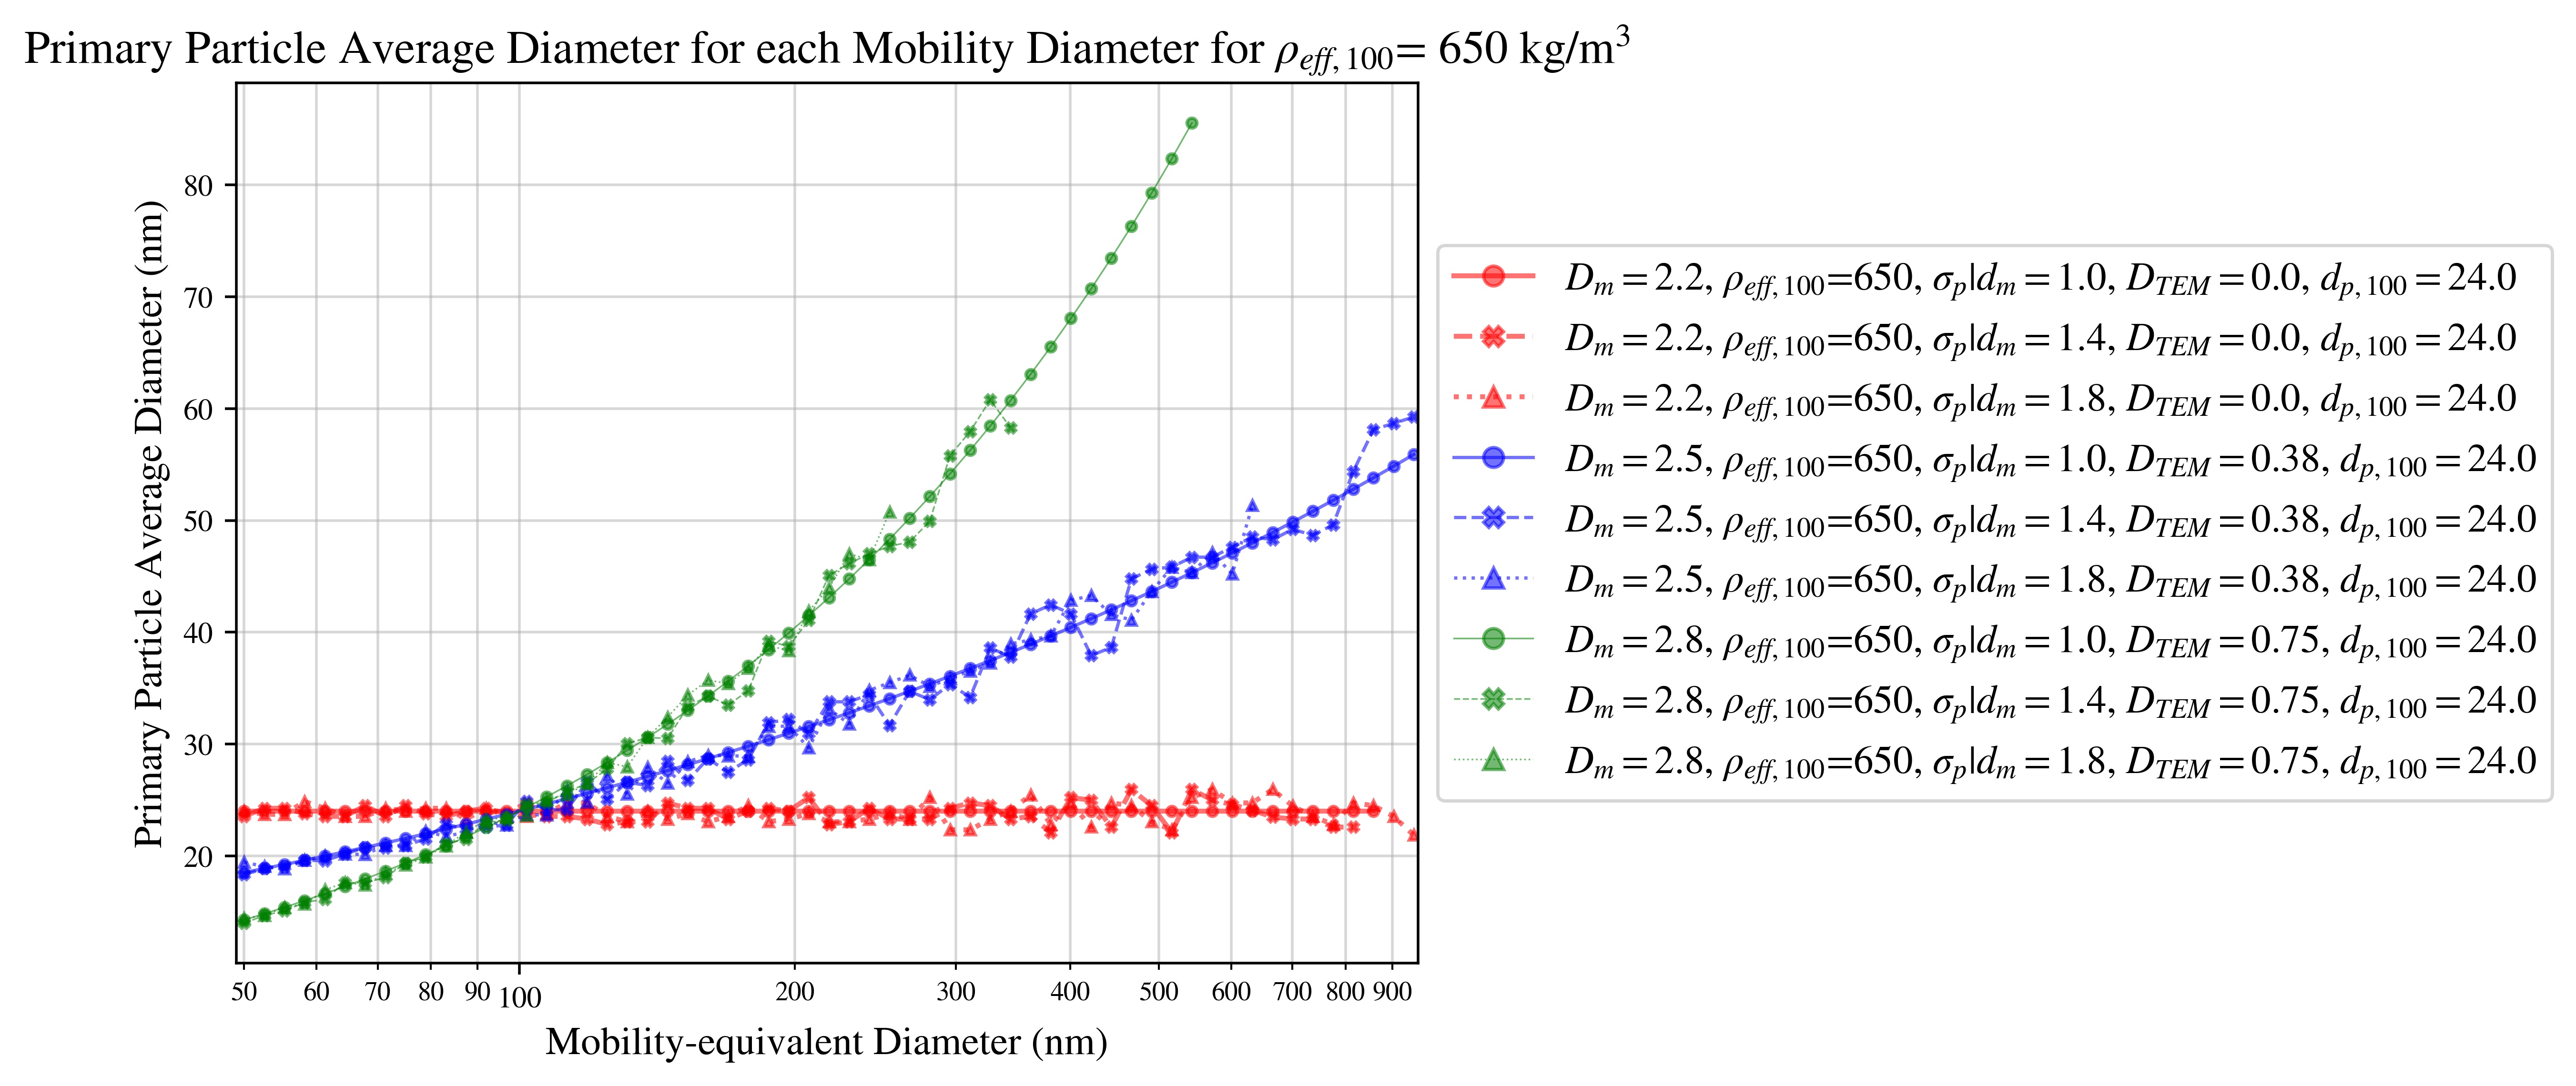 Primary Particle Average Diameter for each Mobility Diameter for ρeff, 100= 650 kg/m³
Primary Particle Average Diameter (nm)
80
70
60
50
40
30
20
50 60 70 80 90 100 200 300 400 500 600 700 800 900
Mobility-equivalent Diameter (nm)
Dm = 2.2, ρeff, 100=650, σp|dm = 1.0, DTEM = 0.0, dp, 100 = 24.0
Dm = 2.2, ρeff, 100=650, σp|dm = 1.4, DTEM = 0.0, dp, 100 = 24.0
Dm = 2.2, ρeff, 100=650, σp|dm = 1.8, DTEM = 0.0, dp, 100 = 24.0
Dm = 2.5, ρeff, 100=650, σp|dm = 1.0, DTEM = 0.38, dp, 100 = 24.0
Dm = 2.5, ρeff, 100=650, σp|dm = 1.4, DTEM = 0.38, dp, 100 = 24.0
Dm = 2.5, ρeff, 100=650, σp|dm = 1.8, DTEM = 0.38, dp, 100 = 24.0
Dm = 2.8, ρeff, 100=650, σp|dm = 1.0, DTEM = 0.75, dp, 100 = 24.0
Dm = 2.8, ρeff, 100=650, σp|dm = 1.4, DTEM = 0.75, dp, 100 = 24.0
Dm = 2.8, ρeff, 100=650, σp|dm = 1.8, DTEM = 0.75, dp, 100 = 24.0